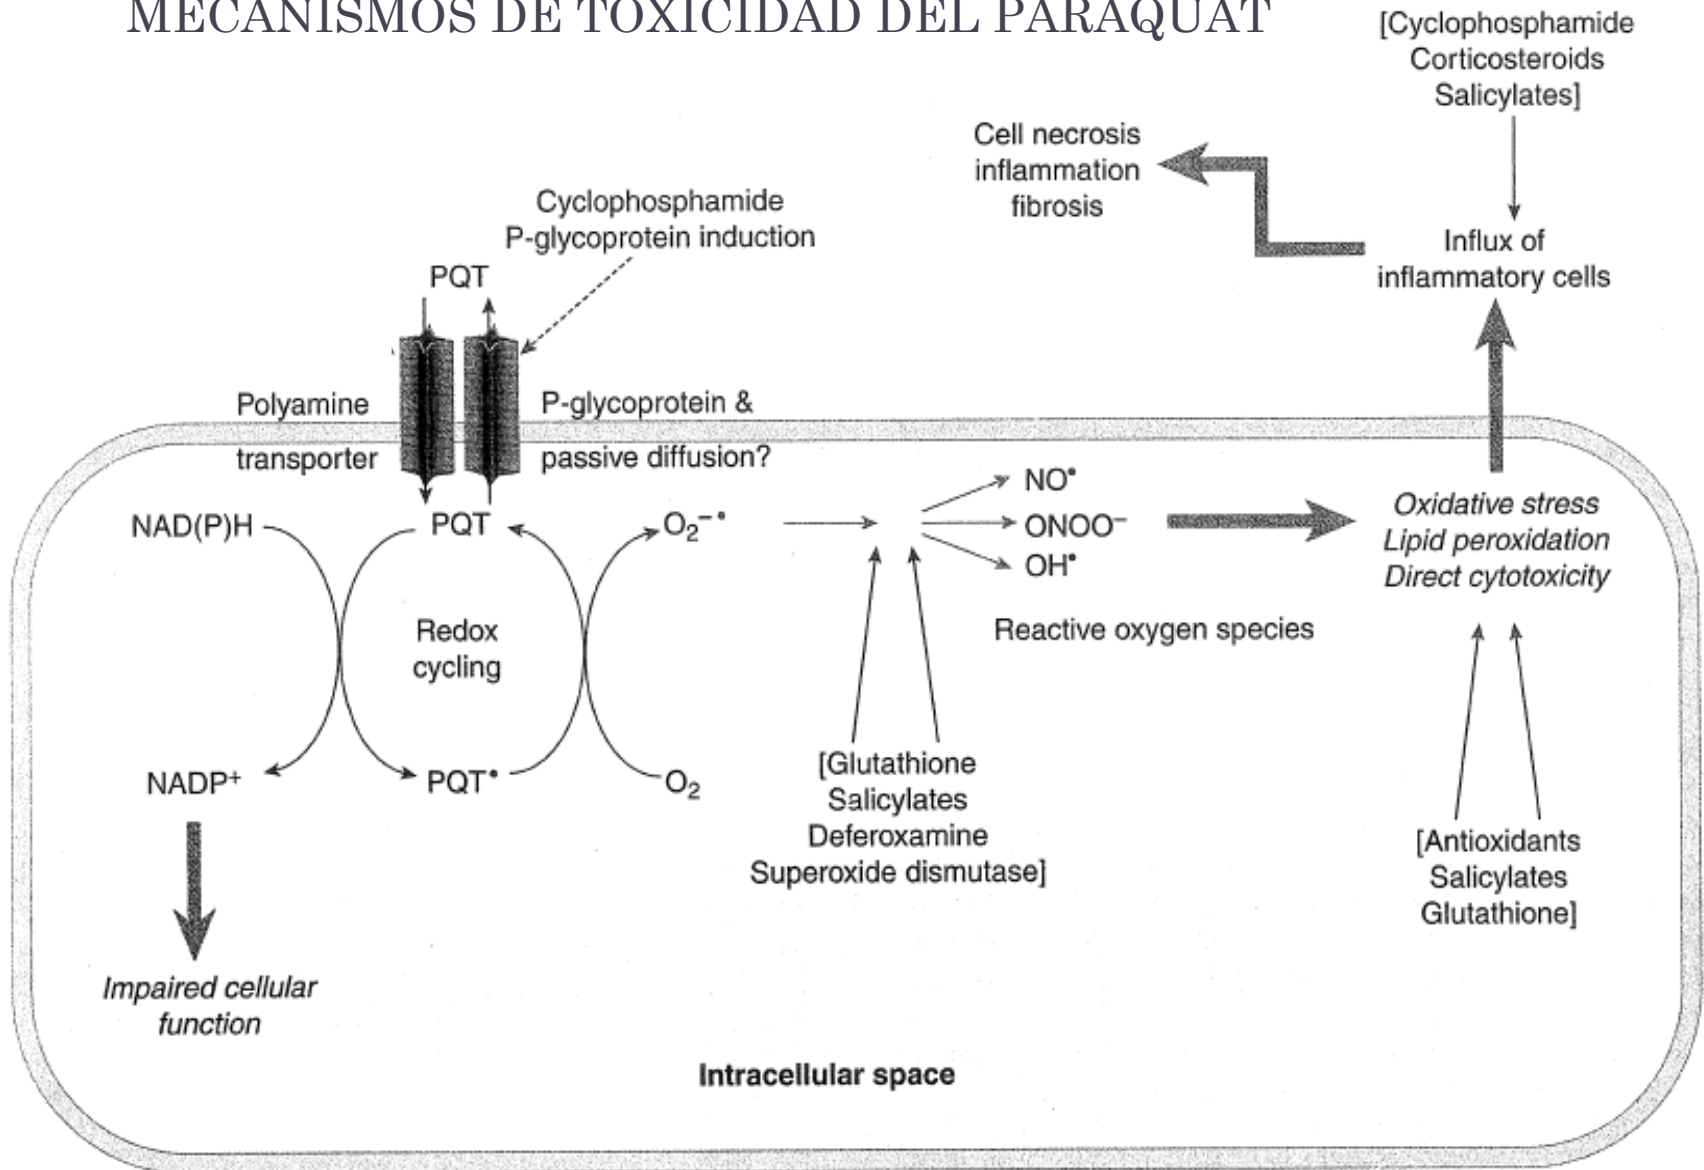 MECANISMOS DE TOXICIDAD DEL PARAQUAT
[Cyclophosphamide
Corticosteroids
Salicylates]
Cell necrosis
inflammation
fibrosis
Influx of
inflammatory cells
Cyclophosphamide
P-glycoprotein induction
PQT
Polyamine
transporter
P-glycoprotein &
passive diffusion?
NAD(P)H
PQT
O₂⁻•
NO•
ONOO⁻
OH•
Reactive oxygen species
Oxidative stress
Lipid peroxidation
Direct cytotoxicity
Redox
cycling
NADP⁺
PQT•
O₂
[Glutathione
Salicylates
Deferoxamine
Superoxide dismutase]
[Antioxidants
Salicylates
Glutathione]
Impaired cellular
function
Intracellular space